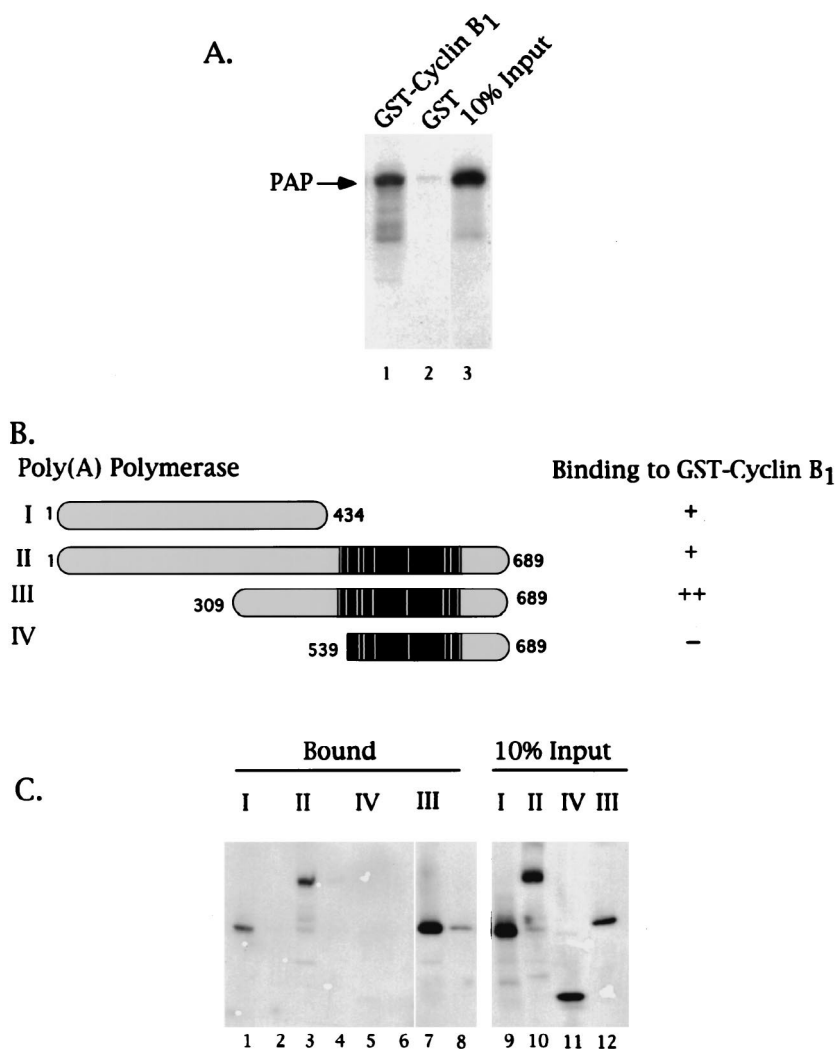 A.
GST-Cyclin B1
GST
10% Input
PAP
1 2 3
B.
Poly(A) Polymerase Binding to GST-Cyclin B1
I 1 434 +
II 1 689 +
III 309 689 ++
IV 539 689 −
C.
Bound 10% Input
I II IV III I II IV III
1 2 3 4 5 6 7 8 9 10 11 12